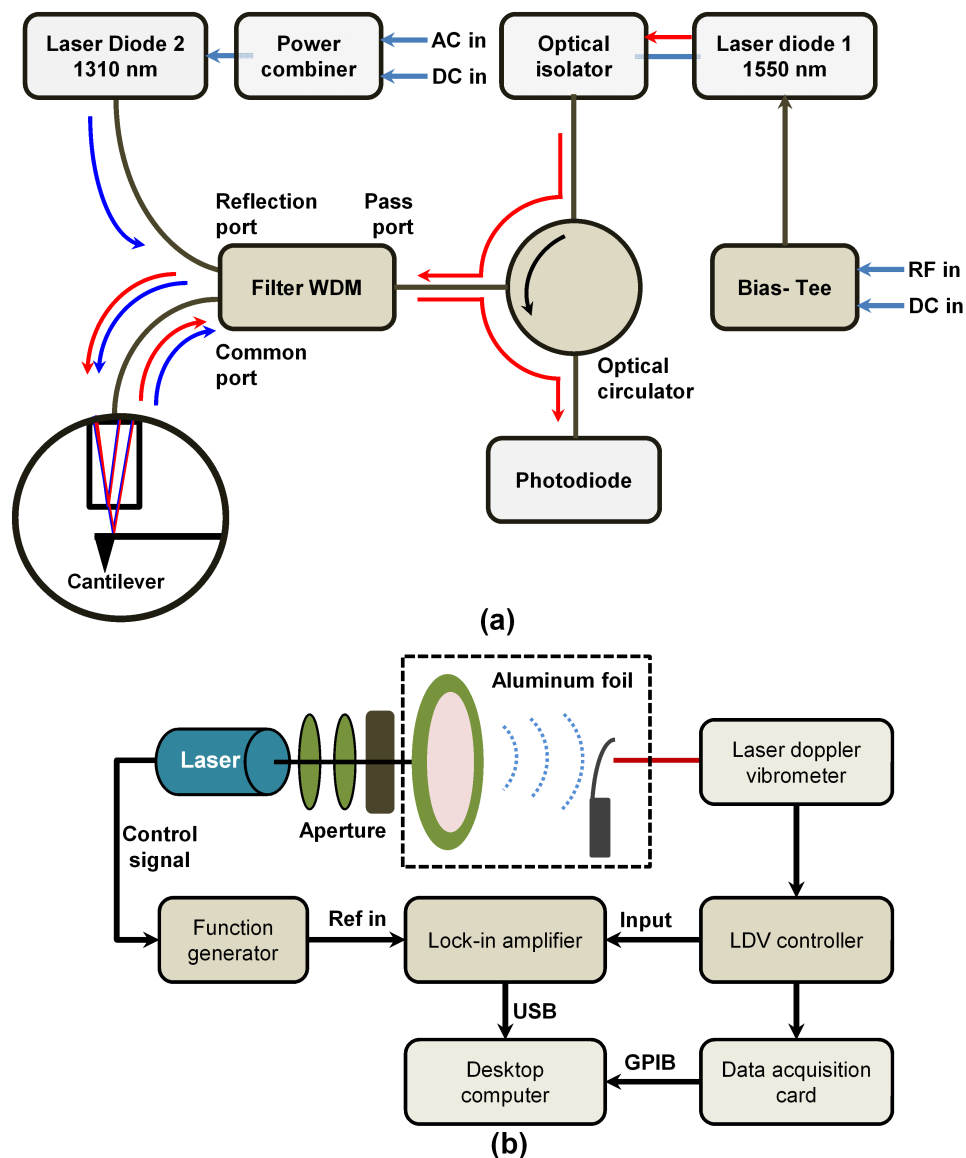 Laser Diode 2
1310 nm
Power
combiner
AC in
DC in
Optical
isolator
Laser diode 1
1550 nm
Reflection
port
Pass
port
Filter WDM
Common
port
Optical
circulator
Bias- Tee
RF in
DC in
Photodiode
Cantilever
(a)
Aluminum foil
Laser
Aperture
Laser doppler
vibrometer
Control
signal
Function
generator
Ref in
Lock-in amplifier
Input
LDV controller
USB
Desktop
computer
GPIB
Data acquisition
card
(b)